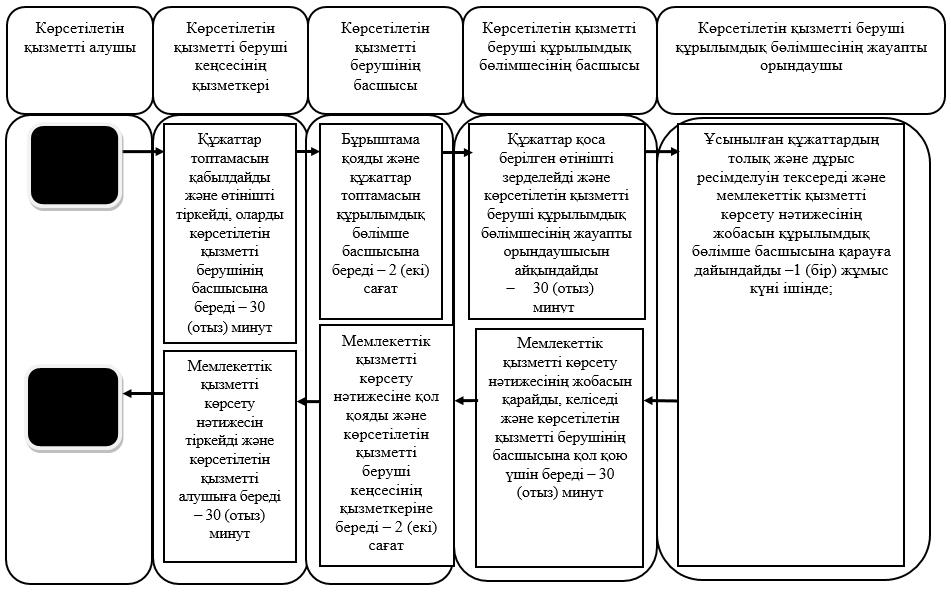 Көрсетілетін
қызметті алушы
Көрсетілетін
қызметті беруші
кеңсесінің
қызметкері
Көрсетілетін
қызметті
берушінің
басшысы
Көрсетілетін қызметті
беруші құрылымдық
бөлімшесінің басшысы
Көрсетілетін қызметті беруші
құрылымдық бөлімшесінің жауапты
орындаушы
Құжаттар
топтамасын
қабылдайды
және өтінішті
тіркейді, оларды
көрсетілетін
қызметті
берушінің
басшысына
береді – 30
(отыз) минут
Бұрыштама
қояды және
құжаттар
топтамасын
құрылымдық
бөлімше
басшысына
береді – 2 (екі)
сағат
Құжаттар қоса
берілген өтінішті
зерделейді және
көрсетілетін қызметті
беруші құрылымдық
бөлімшесінің жауапты
орындаушысын
айқындайды
– 30 (отыз)
минут
Ұсынылған құжаттардың
толық және дұрыс
ресімделуін тексереді және
мемлекеттік қызметті
көрсету нәтижесінің
жобасын құрылымдық
бөлімше басшысына қарауға
дайындайды –1 (бір) жұмыс
күні ішінде;
Мемлекеттік
қызметті
көрсету
нәтижесін
тіркейді және
көрсетілетін
қызметті
алушыға береді
– 30 (отыз)
минут
Мемлекеттік
қызметті
көрсету
нәтижесіне қол
қояды және
көрсетілетін
қызметті
беруші
кеңсесінің
қызметкеріне
береді – 2 (екі)
сағат
Мемлекеттік
қызметті көрсету
нәтижесінің жобасын
қарайды, келіседі
және көрсетілетін
қызметті берушінің
басшысына қол қою
үшін береді – 30
(отыз) минут